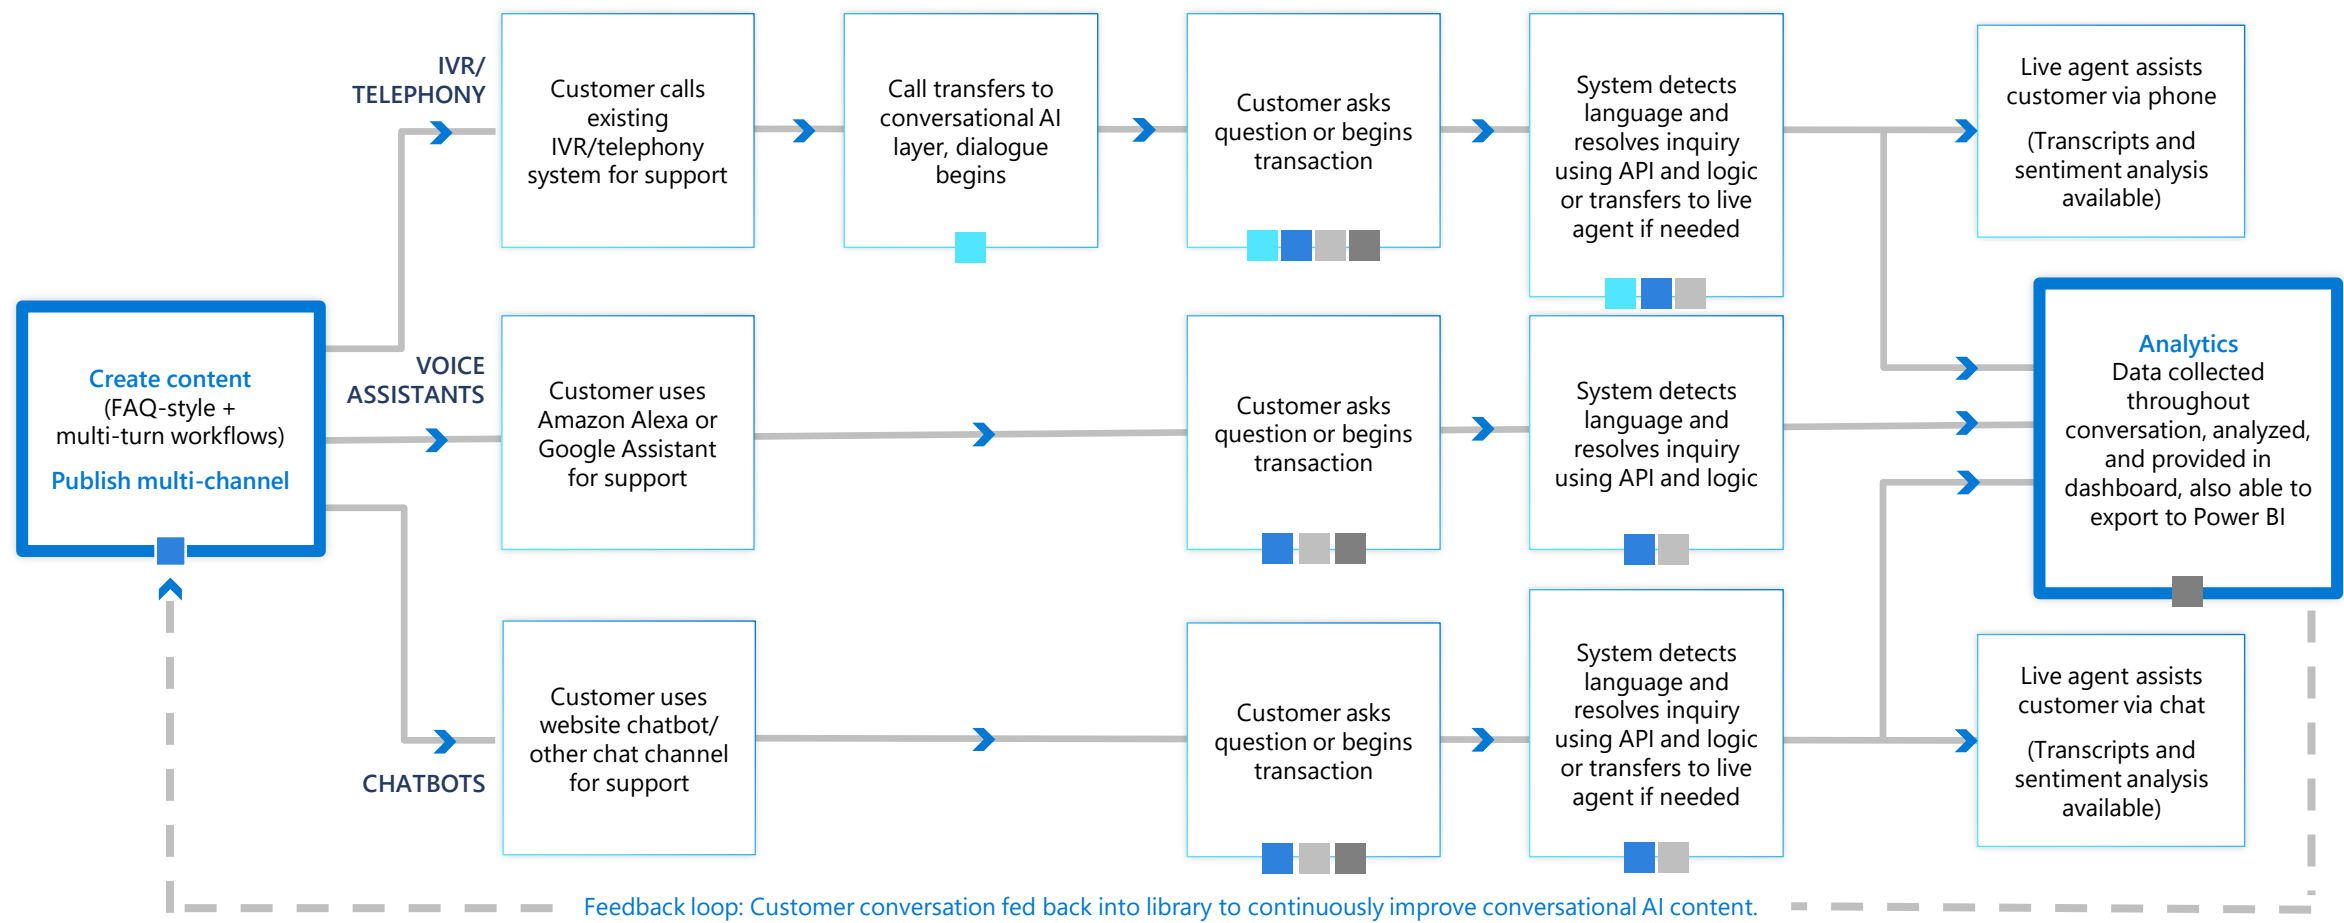 IVR/
TELEPHONY
Customer calls
existing
IVR/telephony
system for support
Call transfers to
conversational AI
layer, dialogue
begins
Customer asks
question or begins
transaction
System detects
language and
resolves inquiry
using API and logic
or transfers to live
agent if needed
Live agent assists
customer via phone
(Transcripts and
sentiment analysis
available)
Create content
(FAQ-style +
multi-turn workflows)
Publish multi-channel
VOICE
ASSISTANTS
Customer uses
Amazon Alexa or
Google Assistant
for support
Customer asks
question or begins
transaction
System detects
language and
resolves inquiry
using API and logic
Analytics
Data collected
throughout
conversation, analyzed,
and provided in
dashboard, also able to
export to Power BI
CHATBOTS
Customer uses
website chatbot/
other chat channel
for support
Customer asks
question or begins
transaction
System detects
language and
resolves inquiry
using API and logic
or transfers to live
agent if needed
Live agent assists
customer via chat
(Transcripts and
sentiment analysis
available)
Feedback loop: Customer conversation fed back into library to continuously improve conversational AI content.